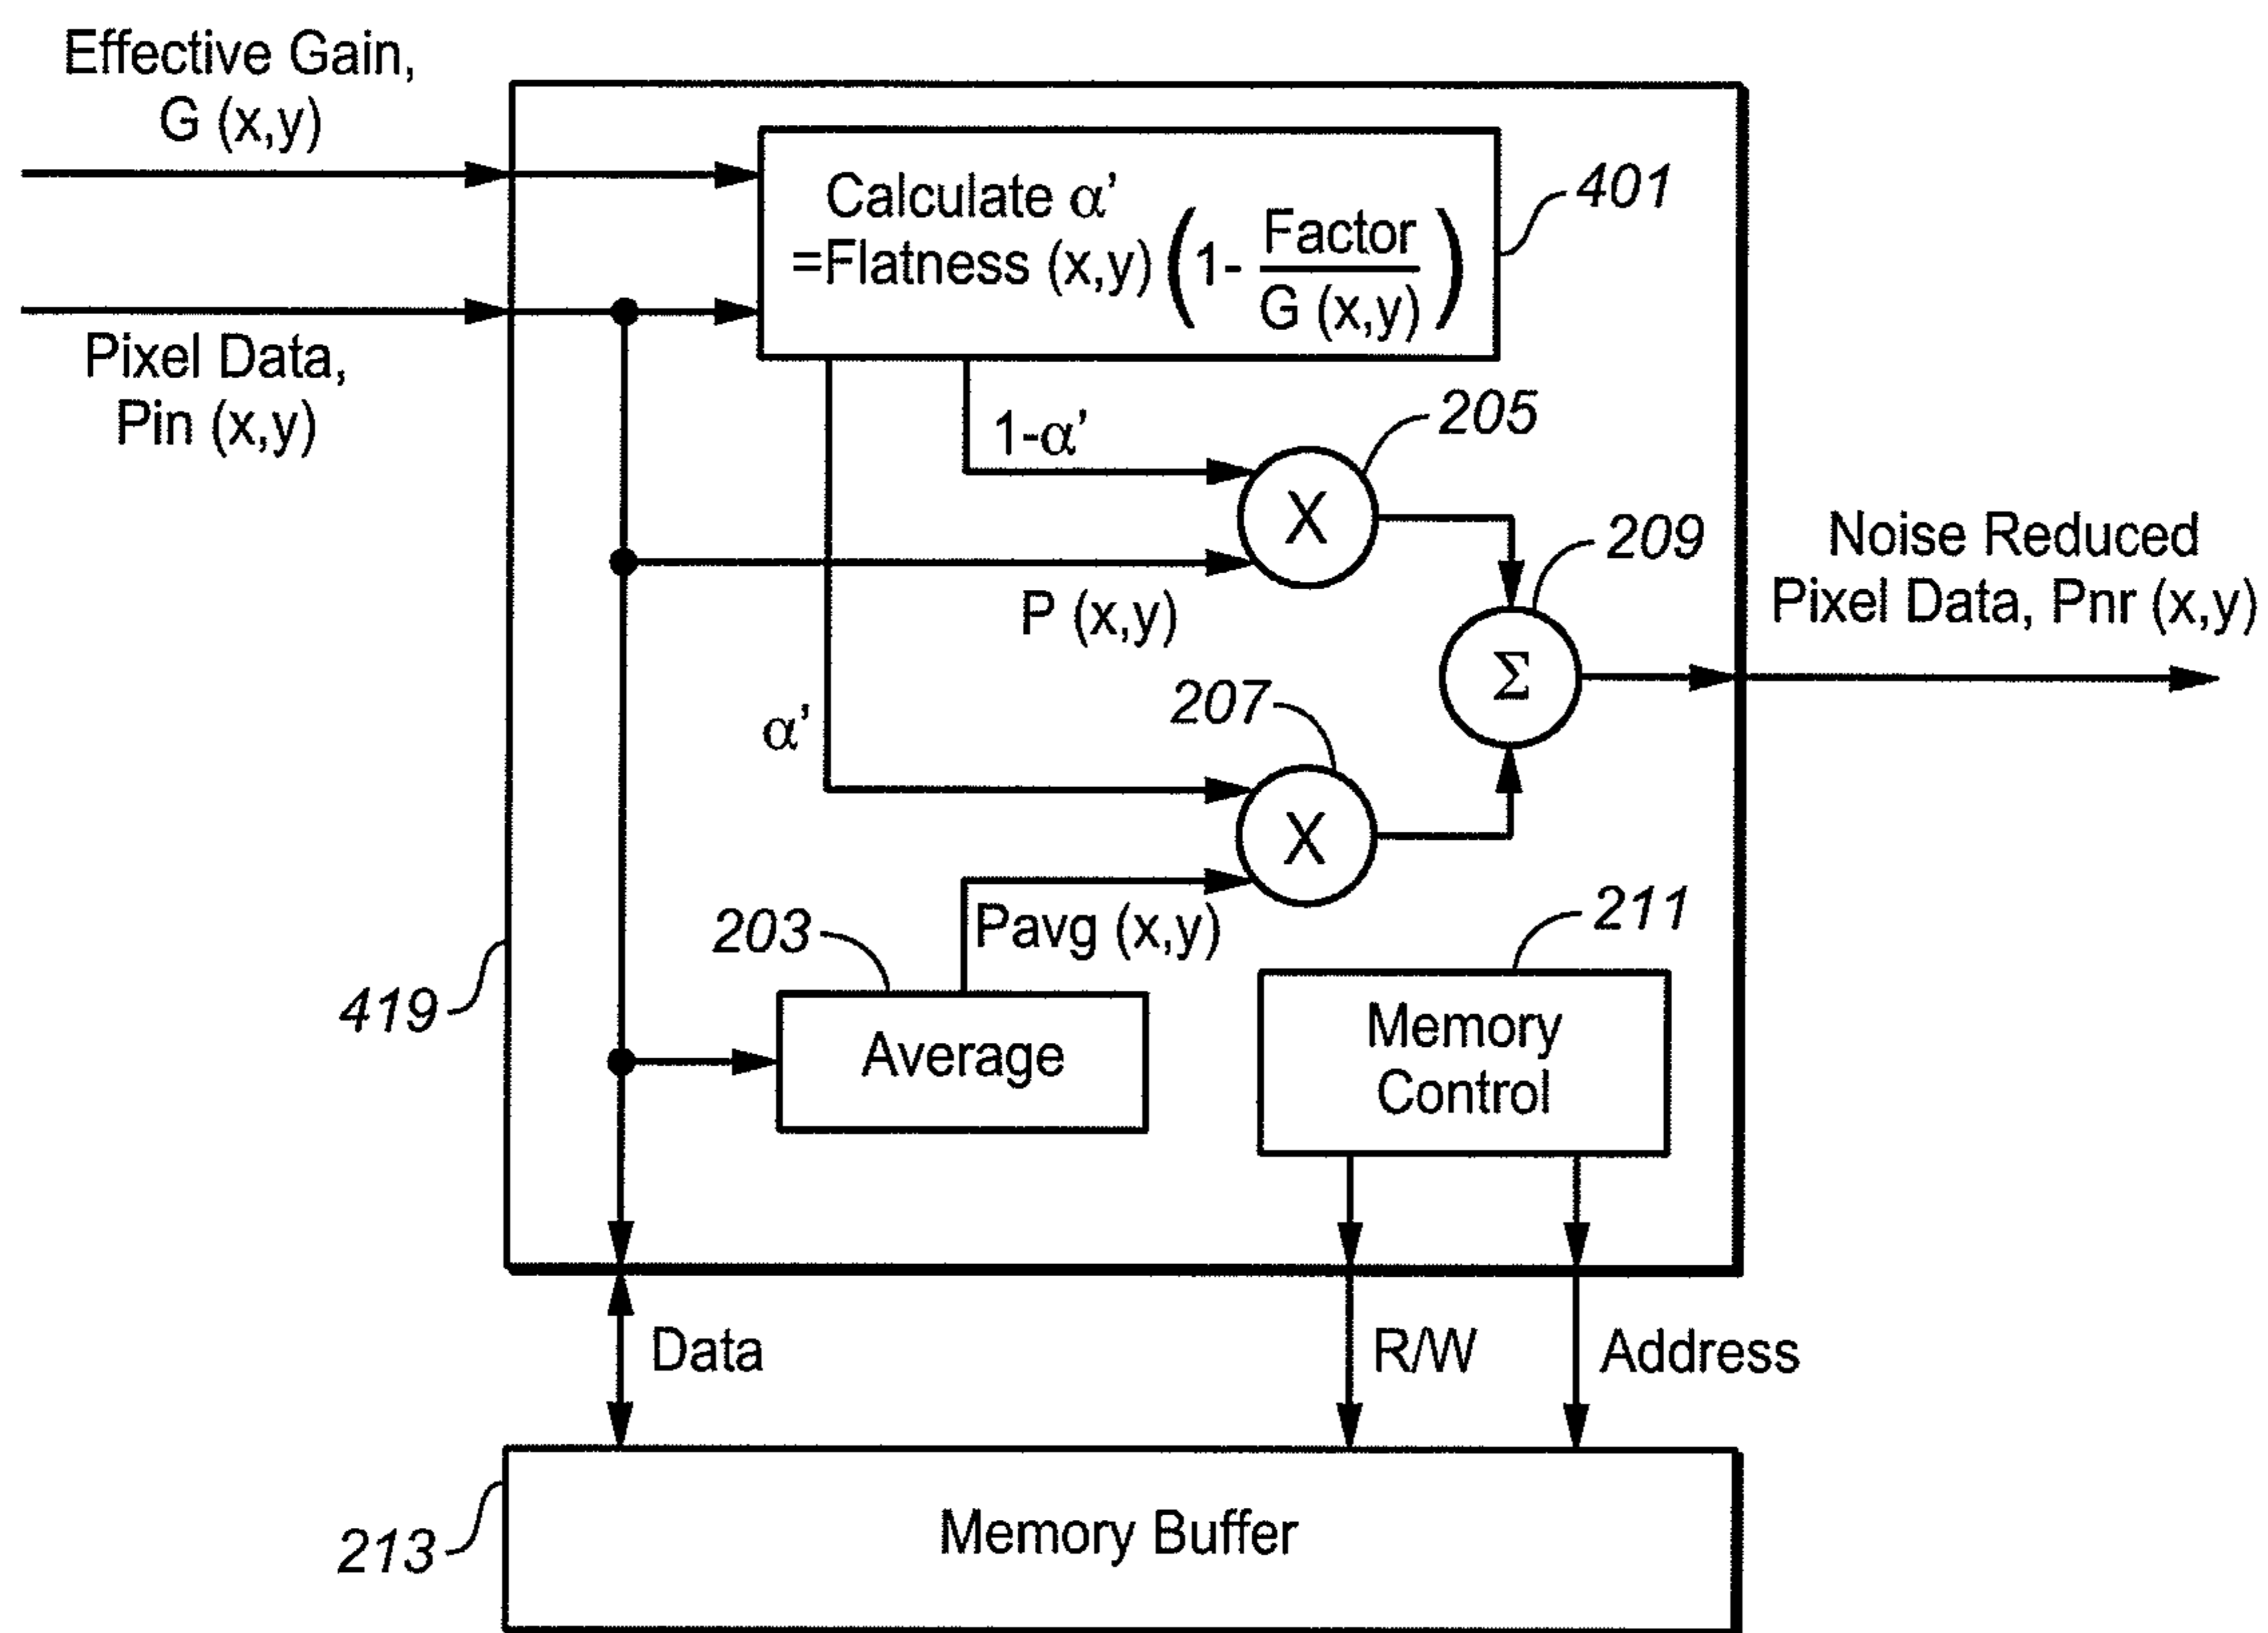 Effective Gain,
G (x,y)
Calculate α'
=Flatness (x,y) (1- Factor / G (x,y))
401
Pixel Data,
Pin (x,y)
1-α'
205
P (x,y)
209
Noise Reduced
Pixel Data, Pnr (x,y)
X
Σ
α'
207
X
Pavg (x,y)
203
211
Average
Memory
Control
419
Data
R/W
Address
Memory Buffer
213